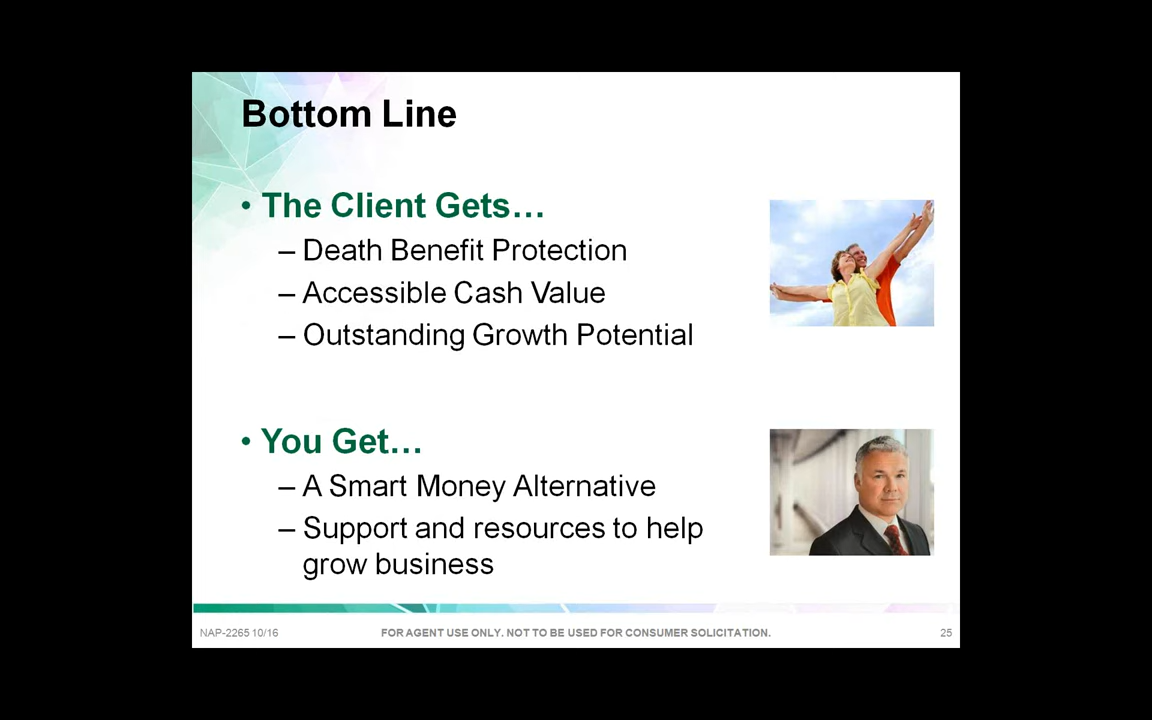 Bottom Line
• The Client Gets…
– Death Benefit Protection
– Accessible Cash Value
– Outstanding Growth Potential
• You Get…
– A Smart Money Alternative
– Support and resources to help
grow business
NAP-2265 10/16
FOR AGENT USE ONLY. NOT TO BE USED FOR CONSUMER SOLICITATION.
25